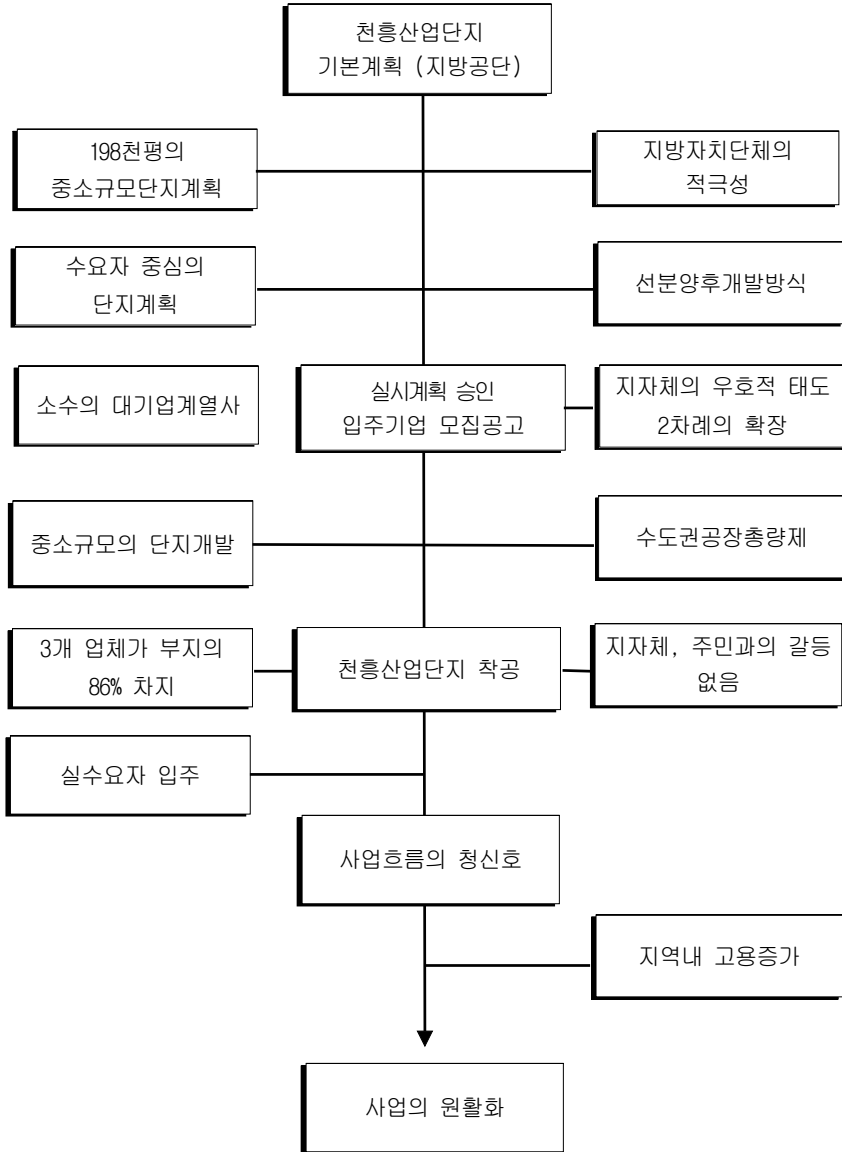 천흥산업단지
기본계획 (지방공단)
198천평의
중소규모단지계획
지방자치단체의
적극성
수요자 중심의
단지계획
선분양후개발방식
소수의 대기업계열사
실시계획 승인
입주기업 모집공고
지자체의 우호적 태도
2차례의 확장
중소규모의 단지개발
수도권공장총량제
3개 업체가 부지의
86% 차지
천흥산업단지 착공
지자체, 주민과의 갈등
없음
실수요자 입주
사업흐름의 청신호
지역내 고용증가
사업의 원활화